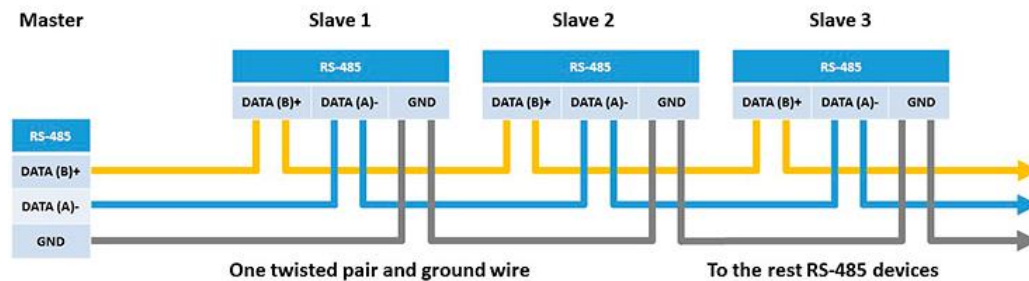 Master
Slave 1
Slave 2
Slave 3
RS-485
RS-485
RS-485
DATA (B)+ DATA (A)- GND
DATA (B)+ DATA (A)- GND
DATA (B)+ DATA (A)- GND
RS-485
DATA (B)+
DATA (A)-
GND
One twisted pair and ground wire
To the rest RS-485 devices